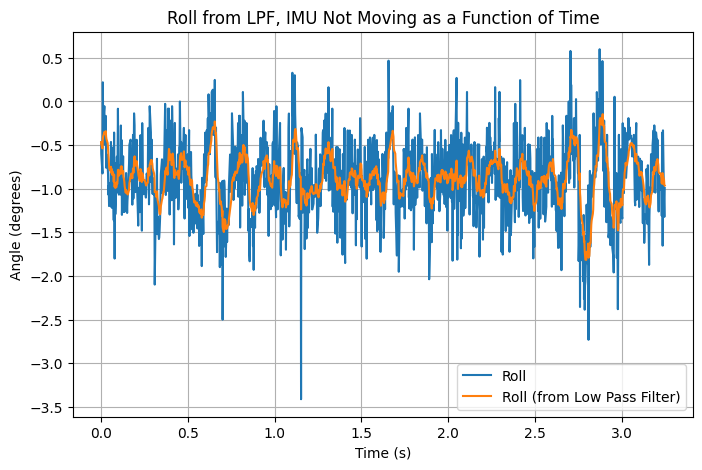 Roll from LPF, IMU Not Moving as a Function of Time
Angle (degrees)
0.5
0.0
−0.5
−1.0
−1.5
−2.0
−2.5
−3.0
−3.5
0.0 0.5 1.0 1.5 2.0 2.5 3.0
Time (s)
Roll
Roll (from Low Pass Filter)